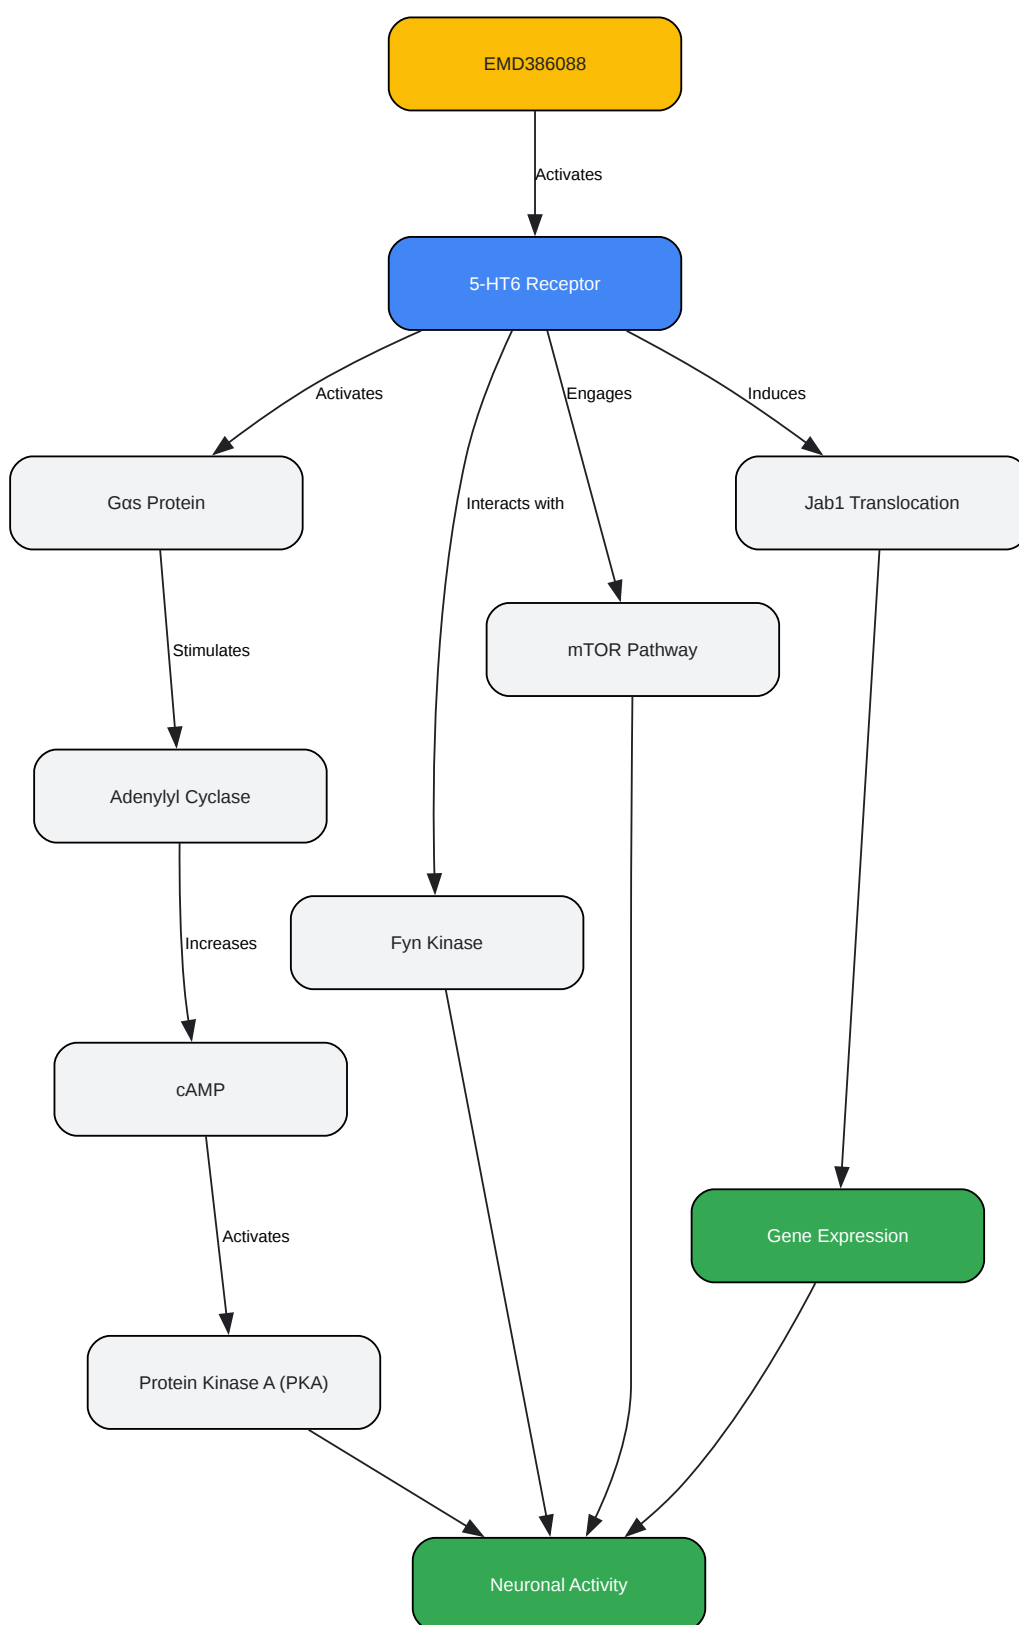 EMD386088
Activates
5-HT6 Receptor
Activates
Engages
Induces
Interacts with
Gαs Protein
Jab1 Translocation
Stimulates
mTOR Pathway
Adenylyl Cyclase
Increases
Fyn Kinase
cAMP
Activates
Gene Expression
Protein Kinase A (PKA)
Neuronal Activity